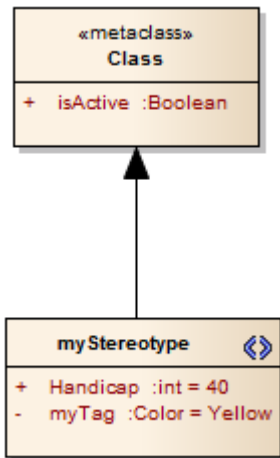 «metaclass»
Class
+ isActive :Boolean
myStereotype
+ Handicap :int = 40
- myTag :Color = Yellow